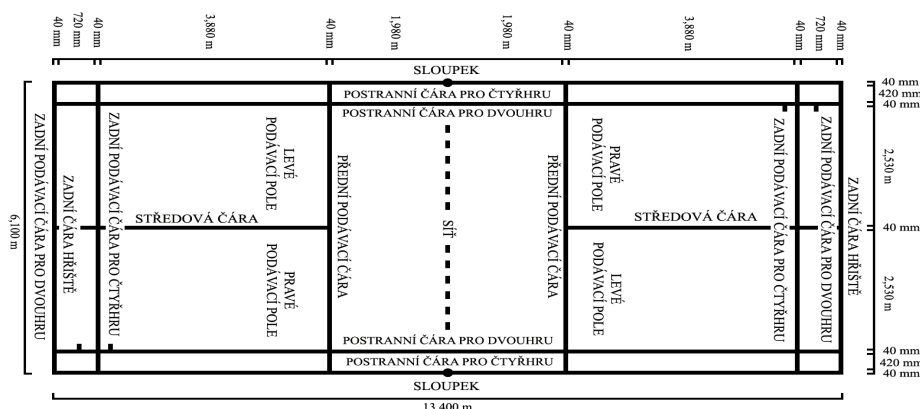 40 mm
720 mm
40 mm
3,880 m
40 mm
1,980 m
1,980 m
40 mm
3,880 m
40 mm
720 mm
40 mm
SLOUPEK
POSTRANNÍ ČÁRA PRO ČTYŘHRU
POSTRANNÍ ČÁRA PRO DVOUHRU
40 mm
420 mm
40 mm
6,100 m
ZADNÍ PODÁVACÍ ČÁRA PRO DVOUHRU
ZADNÍ ČÁRA HŘIŠTĚ
ZADNÍ PODÁVACÍ ČÁRA PRO ČTYŘHRU
LEVÉ
PODÁVACÍ POLE
PŘEDNÍ PODÁVACÍ ČÁRA
SÍŤ
PŘEDNÍ PODÁVACÍ ČÁRA
PRAVÉ
PODÁVACÍ POLE
ZADNÍ PODÁVACÍ ČÁRA PRO ČTYŘHRU
ZADNÍ PODÁVACÍ ČÁRA PRO DVOUHRU
ZADNÍ ČÁRA HŘIŠTĚ
2,530 m
STŘEDOVÁ ČÁRA
STŘEDOVÁ ČÁRA
40 mm
PRAVÉ
PODÁVACÍ POLE
LEVÉ
PODÁVACÍ POLE
2,530 m
POSTRANNÍ ČÁRA PRO DVOUHRU
POSTRANNÍ ČÁRA PRO ČTYŘHRU
40 mm
420 mm
40 mm
SLOUPEK
13,400 m